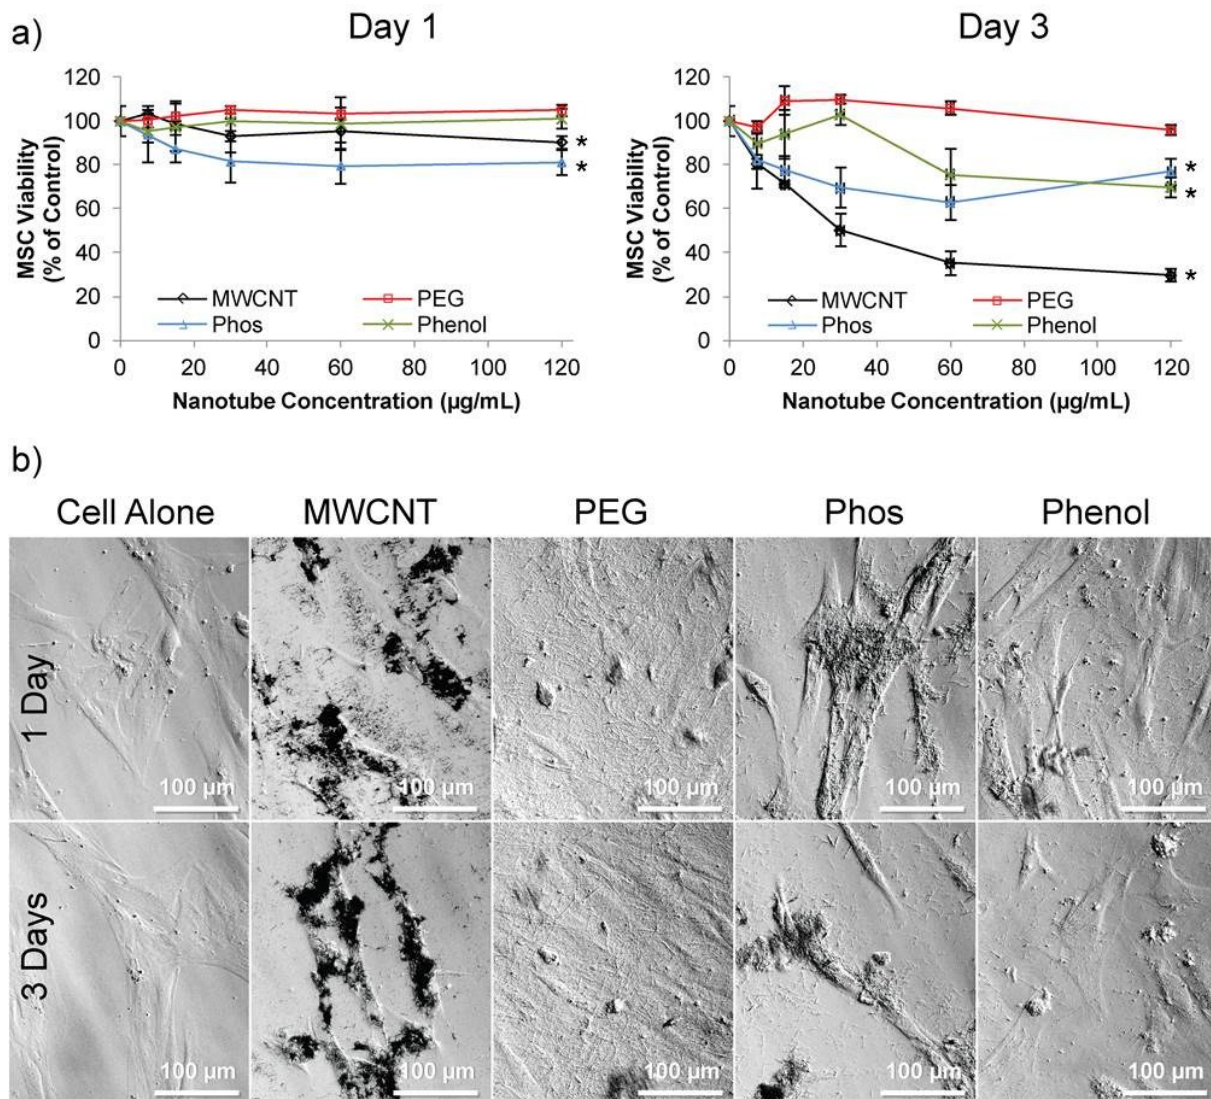 a)
Day 1
Day 3
MSC Viability
(% of Control)
120
100
80
60
40
20
0
MWCNT
PEG
Phos
Phenol
0 20 40 60 80 100 120
Nanotube Concentration (µg/mL)
*
*
MSC Viability
(% of Control)
120
100
80
60
40
20
0
MWCNT
PEG
Phos
Phenol
0 20 40 60 80 100 120
Nanotube Concentration (µg/mL)
*
*
*
b)
Cell Alone
MWCNT
PEG
Phos
Phenol
1 Day
100 µm
100 µm
100 µm
100 µm
100 µm
3 Days
100 µm
100 µm
100 µm
100 µm
100 µm